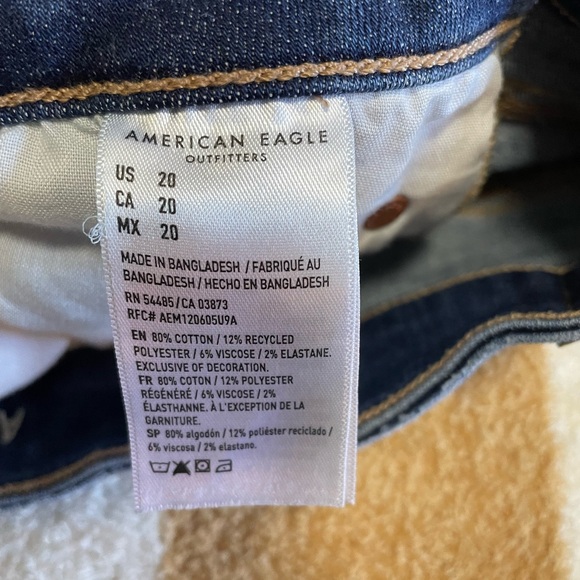 AMERICAN EAGLE
OUTFITTERS
US 20
CA 20
MX 20
MADE IN BANGLADESH / FABRIQUÉ AU
BANGLADESH / HECHO EN BANGLADESH
RN 54485/CA 03873
RFC# AEM120605U9A
EN 80% COTTON / 12% RECYCLED
POLYESTER / 6% VISCOSE / 2% ELASTANE.
EXCLUSIVE OF DECORATION.
FR 80% COTON / 12% POLYESTER
RÉGÉNÉRÉ / 6% VISCOSE / 2%
ÉLASTHANNE. À L'EXCEPTION DE LA
GARNITURE.
SP 80% algodón / 12% poliéster reciclado /
6% viscosa / 2% elastano.